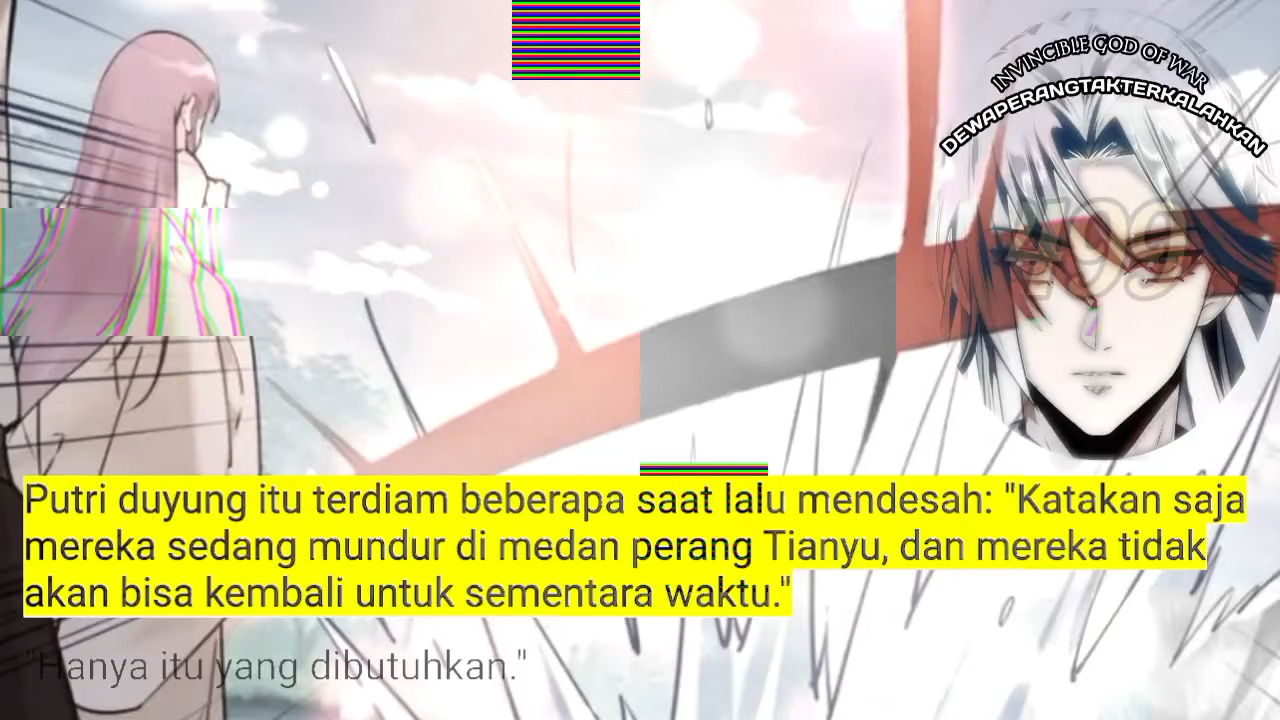 INVINCIBLE GOD OF WAR
DEWAPERANGTAKTERKALAHKAN
Putri duyung itu terdiam beberapa saat lalu mendesah: "Katakan saja
mereka sedang mundur di medan perang Tianyu, dan mereka tidak
akan bisa kembali untuk sementara waktu."
"Hanya itu yang dibutuhkan."